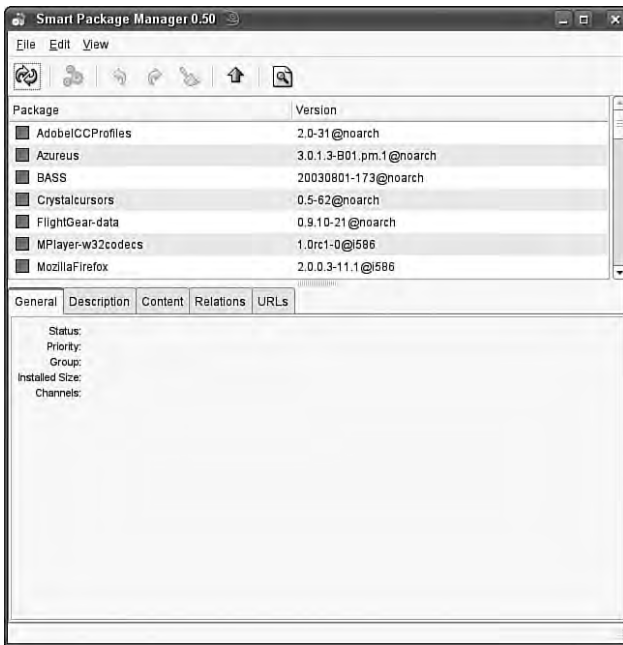 Smart Package Manager 0.50
File Edit View
Package Version
AdobeICCProfiles 2.0-31@noarch
Azureus 3.0.1.3-B01.pm.1@noarch
BASS 20030801-173@noarch
Crystalcursors 0.5-62@noarch
FlightGear-data 0.9.10-21@noarch
MPlayer-w32codecs 1.0rc1-0@i586
MozillaFirefox 2.0.0.3-11.1@i586
General Description Content Relations URLs
Status:
Priority:
Group:
Installed Size:
Channels: